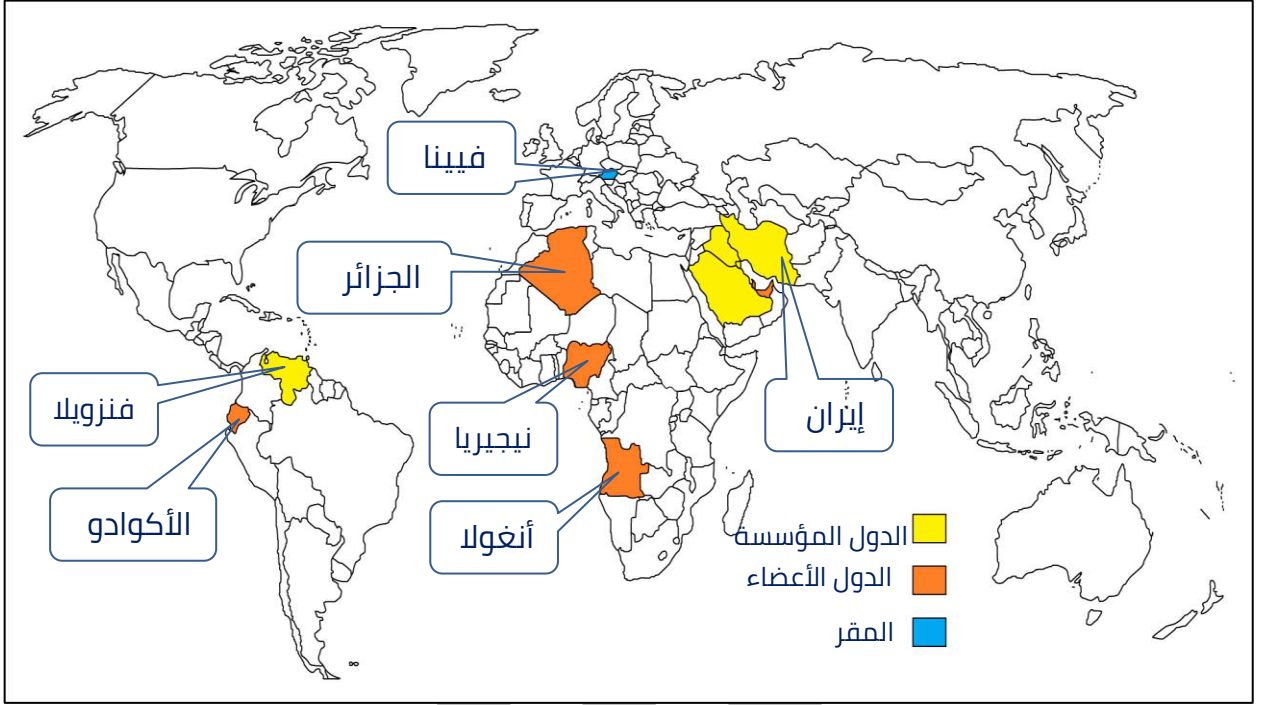 فيينا
الجزائر
فنزويلا
نيجيريا
إيران
الأكوادو
أنغولا
الدول المؤسسة
الدول الأعضاء
المقر